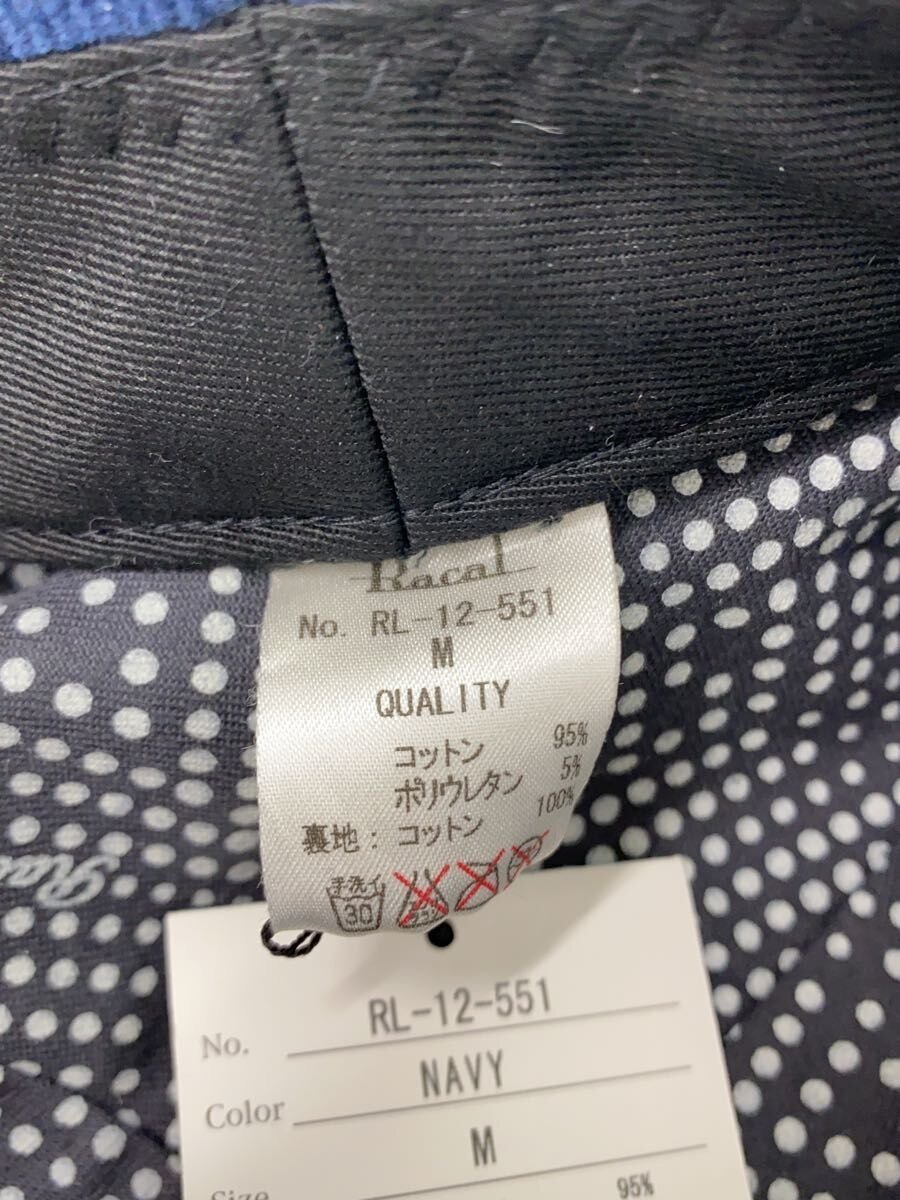 Racal
No. RL-12-551
M
QUALITY
コットン 95%
ポリウレタン 5%
裏地: コットン 100%
手洗イ
30
No. RL-12-551
Color NAVY
Size M
95%